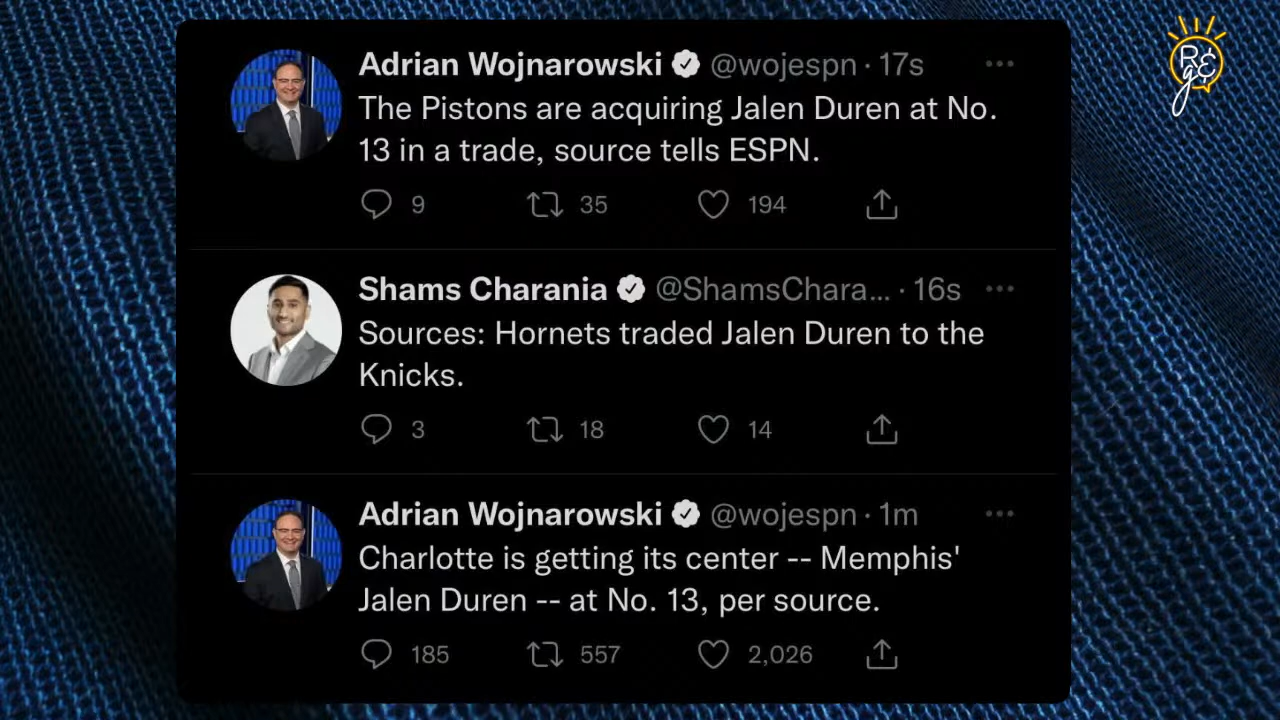 Adrian Wojnarowski @wojespn · 17s
The Pistons are acquiring Jalen Duren at No.
13 in a trade, source tells ESPN.
9 35 194
Shams Charania @ShamsChara... · 16s
Sources: Hornets traded Jalen Duren to the
Knicks.
3 18 14
Adrian Wojnarowski @wojespn · 1m
Charlotte is getting its center -- Memphis'
Jalen Duren -- at No. 13, per source.
185 557 2,026